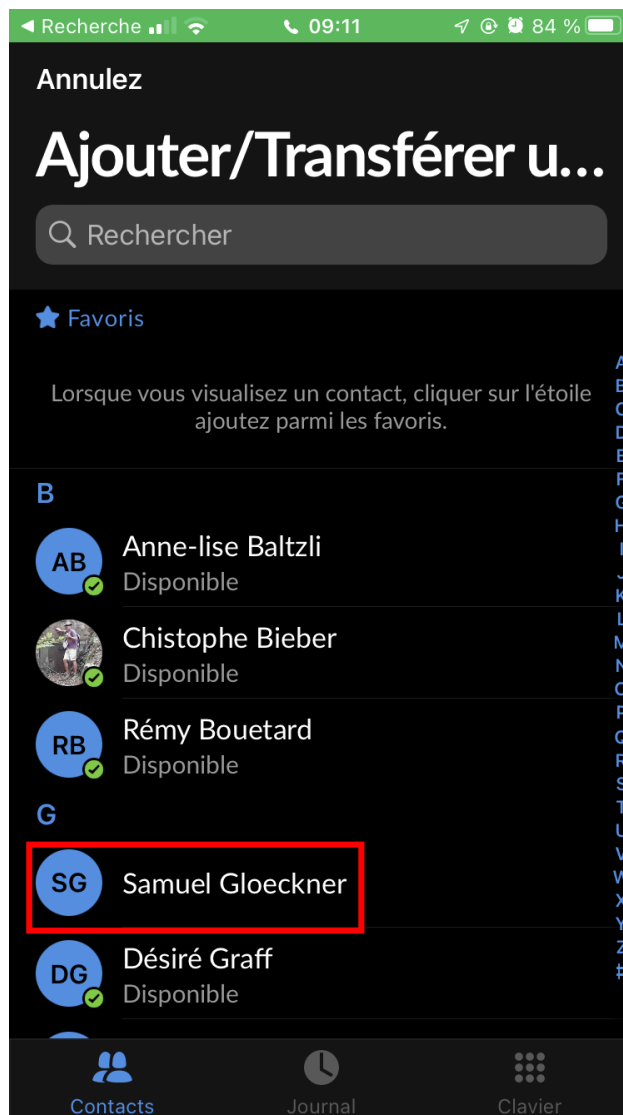 Recherche 09:11 84 %
Annulez
Ajouter/Transférer u...
Rechercher
Favoris
Lorsque vous visualisez un contact, cliquer sur l'étoile
ajoutez parmi les favoris.
B
AB Anne-lise Baltzli
Disponible
Chistophe Bieber
Disponible
RB Rémy Bouetard
Disponible
G
SG Samuel Gloeckner
DG Désiré Graff
Disponible
A
B
C
D
E
F
G
H
I
J
K
L
M
N
O
P
Q
R
S
T
U
V
W
X
Y
Z
#
Contacts Journal Clavier